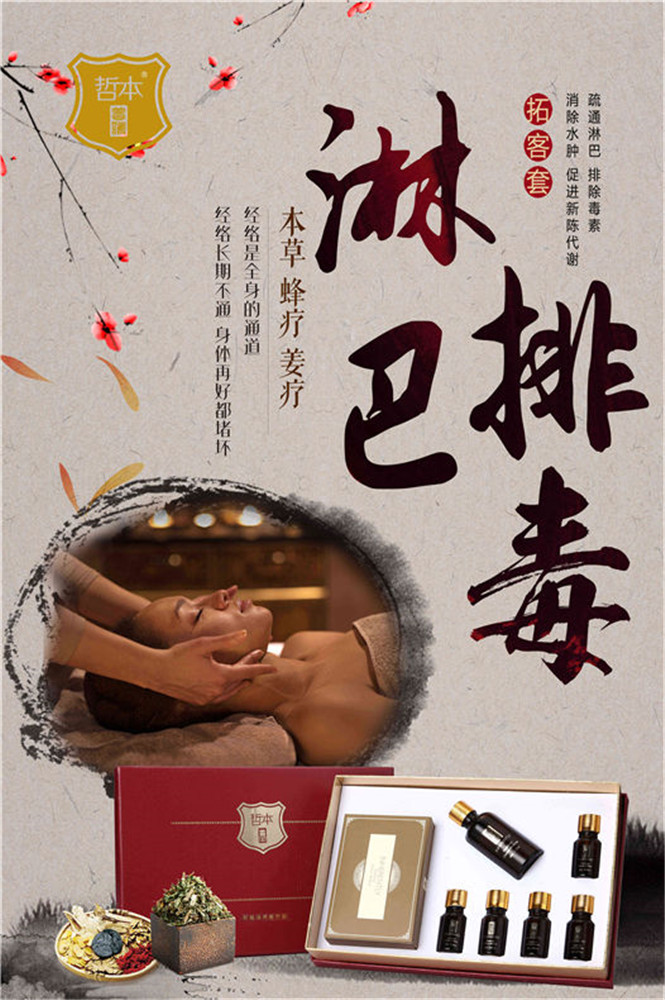 哲本
淋巴
排毒
拓客套
疏通淋巴 排除毒素
消除水肿 促进新陈代谢
本草 蜂疗 姜疗
经络是全身的通道
经络长期不通 身体再好都堵坏
哲本